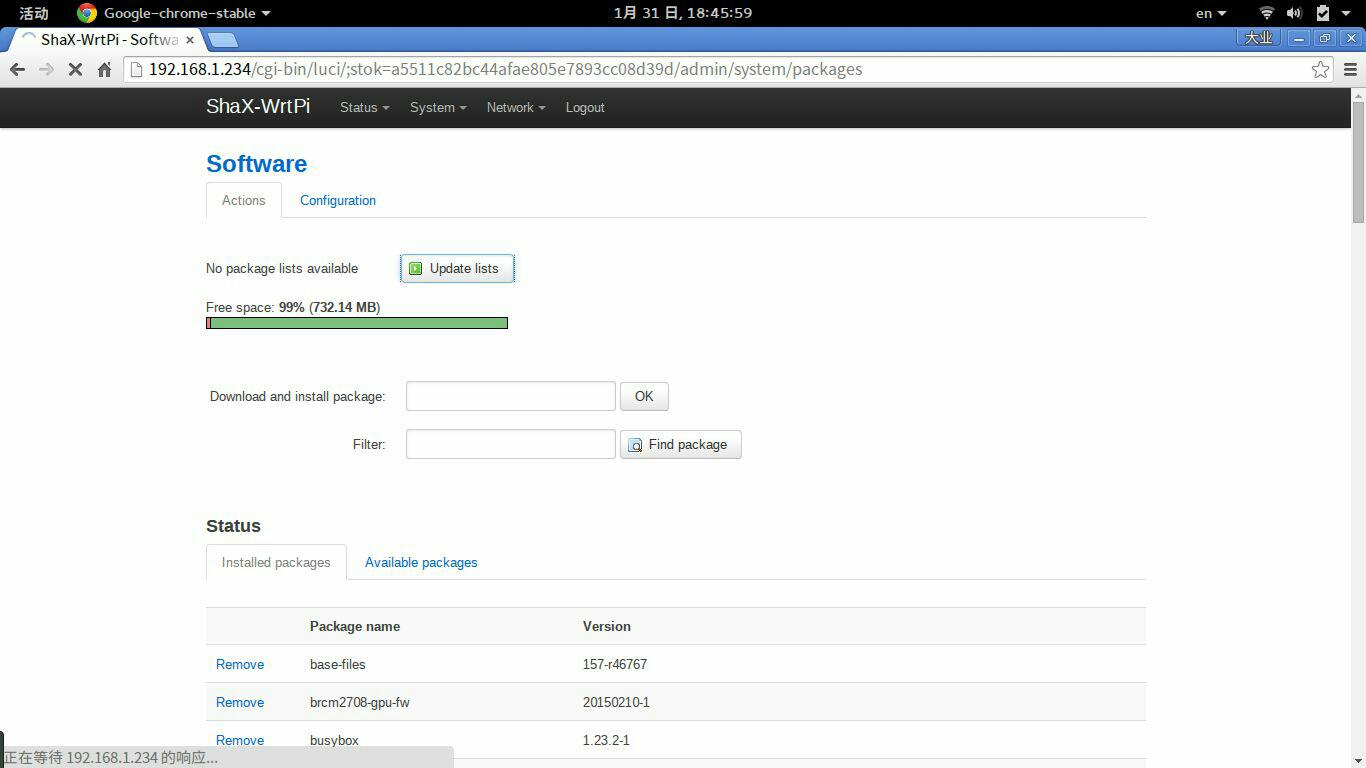 活动 Google-chrome-stable 1月 31 日, 18:45:59 en
ShaX-WrtPi - Softwa 大业
192.168.1.234/cgi-bin/luci/;stok=a5511c82bc44afae805e7893cc08d39d/admin/system/packages
ShaX-WrtPi Status System Network Logout
Software
Actions Configuration
No package lists available Update lists
Free space: 99% (732.14 MB)
Download and install package: OK
Filter: Find package
Status
Installed packages Available packages
Package name Version
Remove base-files 157-r46767
Remove brcm2708-gpu-fw 20150210-1
Remove busybox 1.23.2-1
正在等待 192.168.1.234 的响应...